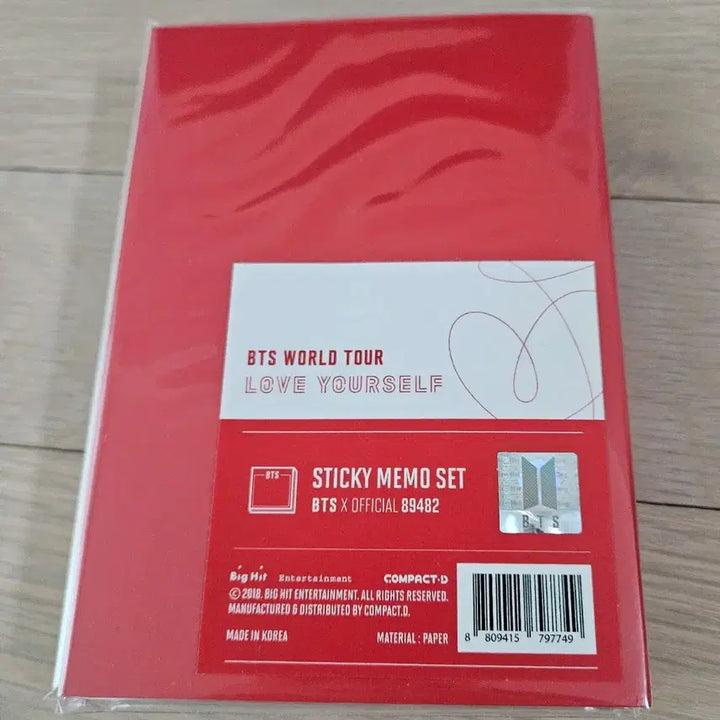 BTS WORLD TOUR
LOVE YOURSELF
BTS
STICKY MEMO SET
BTS X OFFICIAL 89482
BTS
Big Hit Entertainment COMPACT·D
© 2018. BIG HIT ENTERTAINMENT. ALL RIGHTS RESERVED.
MANUFACTURED & DISTRIBUTED BY COMPACT.D.
MADE IN KOREA MATERIAL : PAPER
8 809415 797749